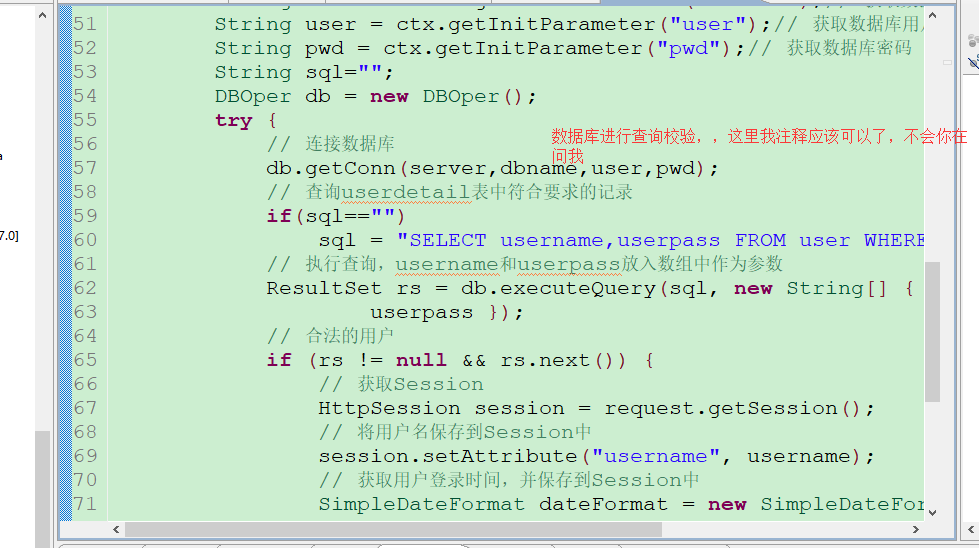 51 String user = ctx.getInitParameter("user");// 获取数据库用
52 String pwd = ctx.getInitParameter("pwd");// 获取数据库密码
53 String sql="";
54 DBOper db = new DBOper();
55 try {
56 // 连接数据库
数据库进行查询校验，，这里我注释应该可以了，不会你在
问我
57 db.getConn(server,dbname,user,pwd);
58 // 查询userdetail表中符合要求的记录
59 if(sql=="")
60 sql = "SELECT username,userpass FROM user WHERE
61 // 执行查询，username和userpass放入数组中作为参数
62 ResultSet rs = db.executeQuery(sql, new String[] {
63 userpass });
64 // 合法的用户
65 if (rs != null && rs.next()) {
66 // 获取Session
67 HttpSession session = request.getSession();
68 // 将用户名保存到Session中
69 session.setAttribute("username", username);
70 // 获取用户登录时间，并保存到Session中
71 SimpleDateFormat dateFormat = new SimpleDateFor
7.0]